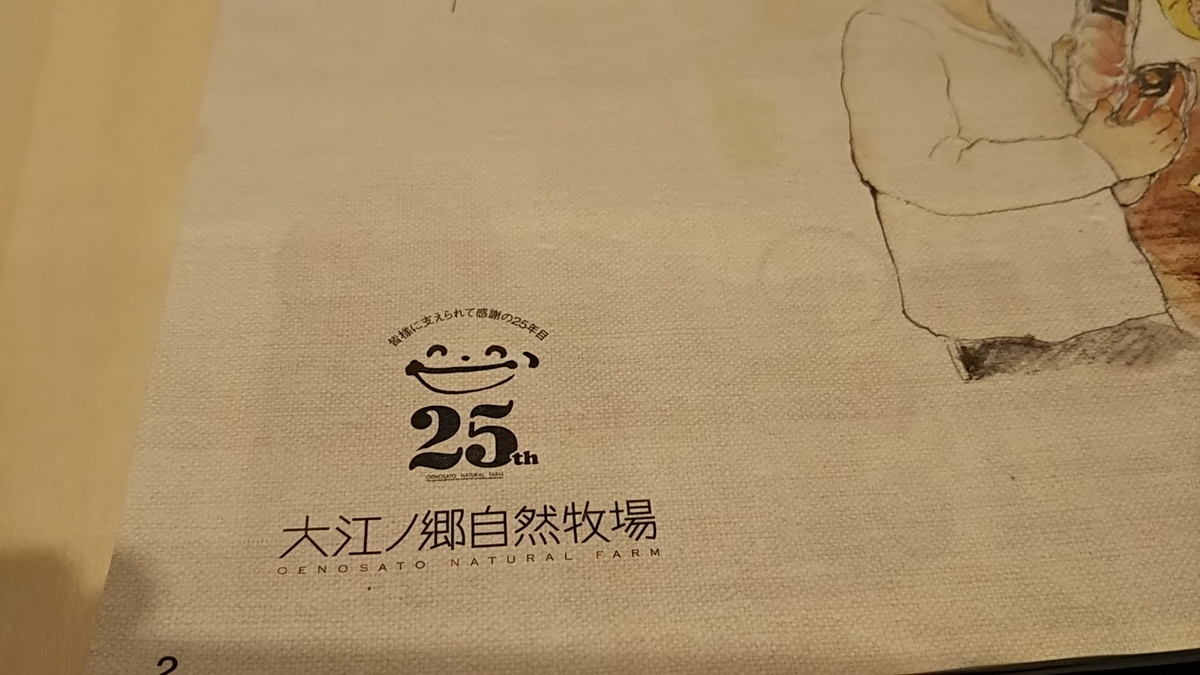 皆様に支えられて感謝の25年目
25th
OENOSATO NATURAL FARM
大江ノ郷自然牧場
OENOSATO NATURAL FARM
2